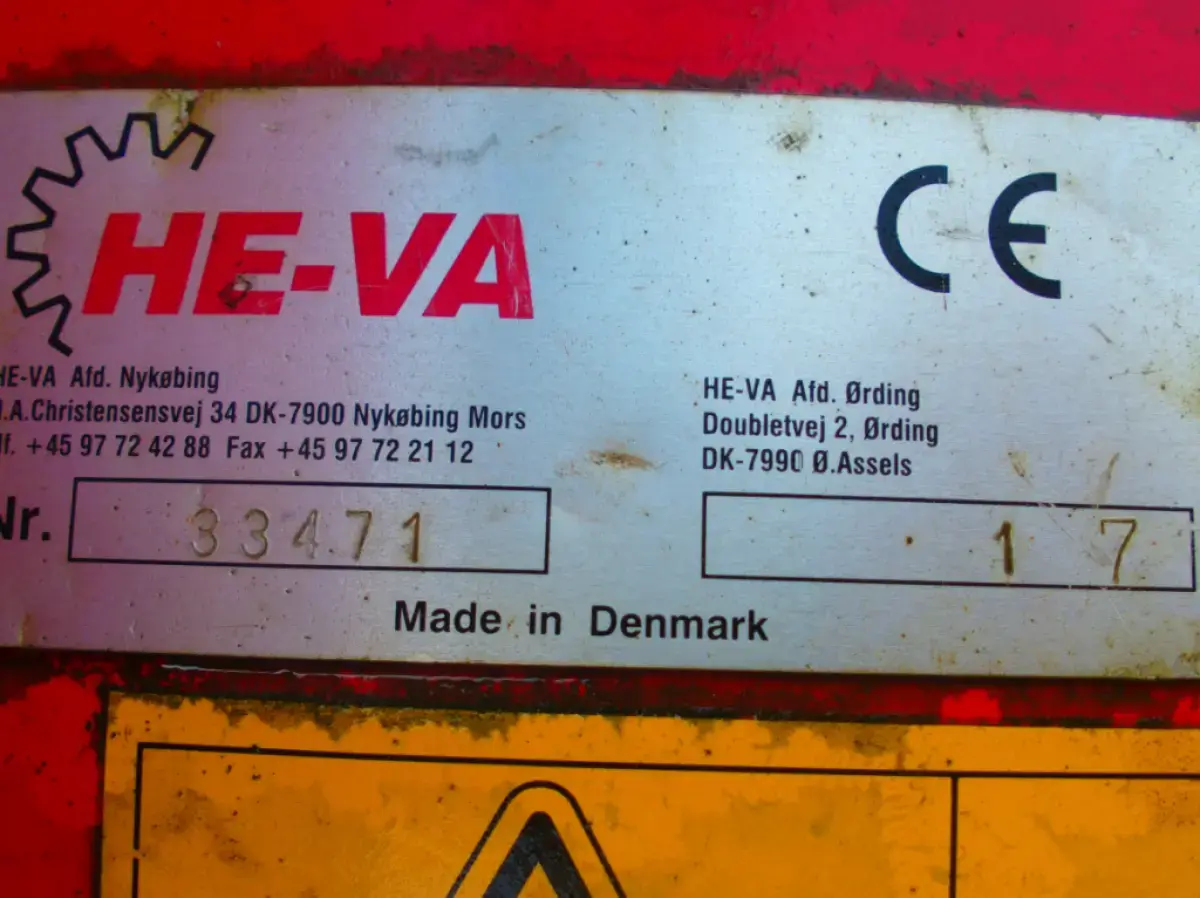 HE-VA
CE
HE-VA Afd. Nykøbing
.A.Christensensvej 34 DK-7900 Nykøbing Mors
lf. +45 97 72 42 88 Fax +45 97 72 21 12
HE-VA Afd. Ørding
Doubletvej 2, Ørding
DK-7990 Ø.Assels
Nr. 33471
17
Made in Denmark